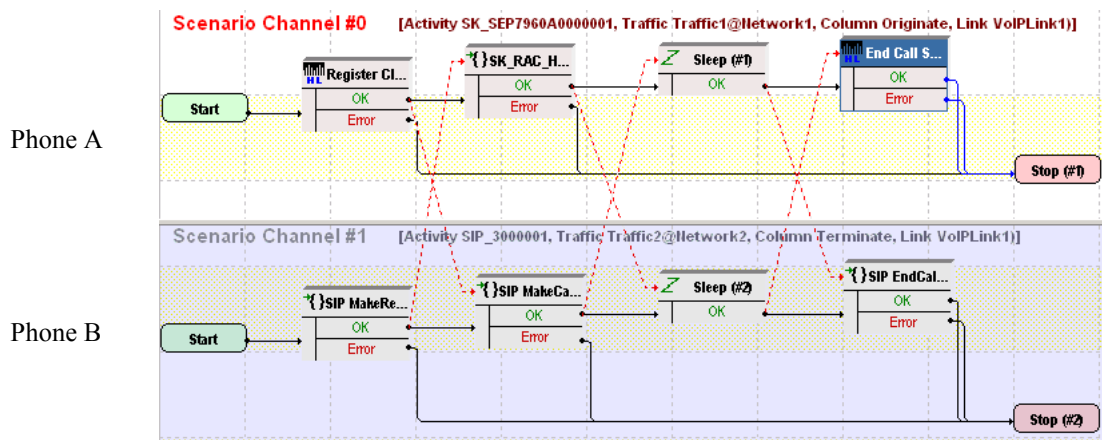 Scenario Channel #0 [Activity SK_SEP7960A0000001, Traffic Traffic1@Network1, Column Originate, Link VoIPLink1)]
Phone A
Start
HL Register Cl...
OK
Error
{}SK_RAC_H...
OK
Error
Z Sleep (#1)
OK
HL End Call S...
OK
Error
Stop (#1)
Scenario Channel #1 [Activity SIP_3000001, Traffic Traffic2@Network2, Column Terminate, Link VoIPLink1)]
Phone B
Start
{}SIP MakeRe...
OK
Error
{}SIP MakeCa...
OK
Error
Z Sleep (#2)
OK
{}SIP EndCal...
OK
Error
Stop (#2)